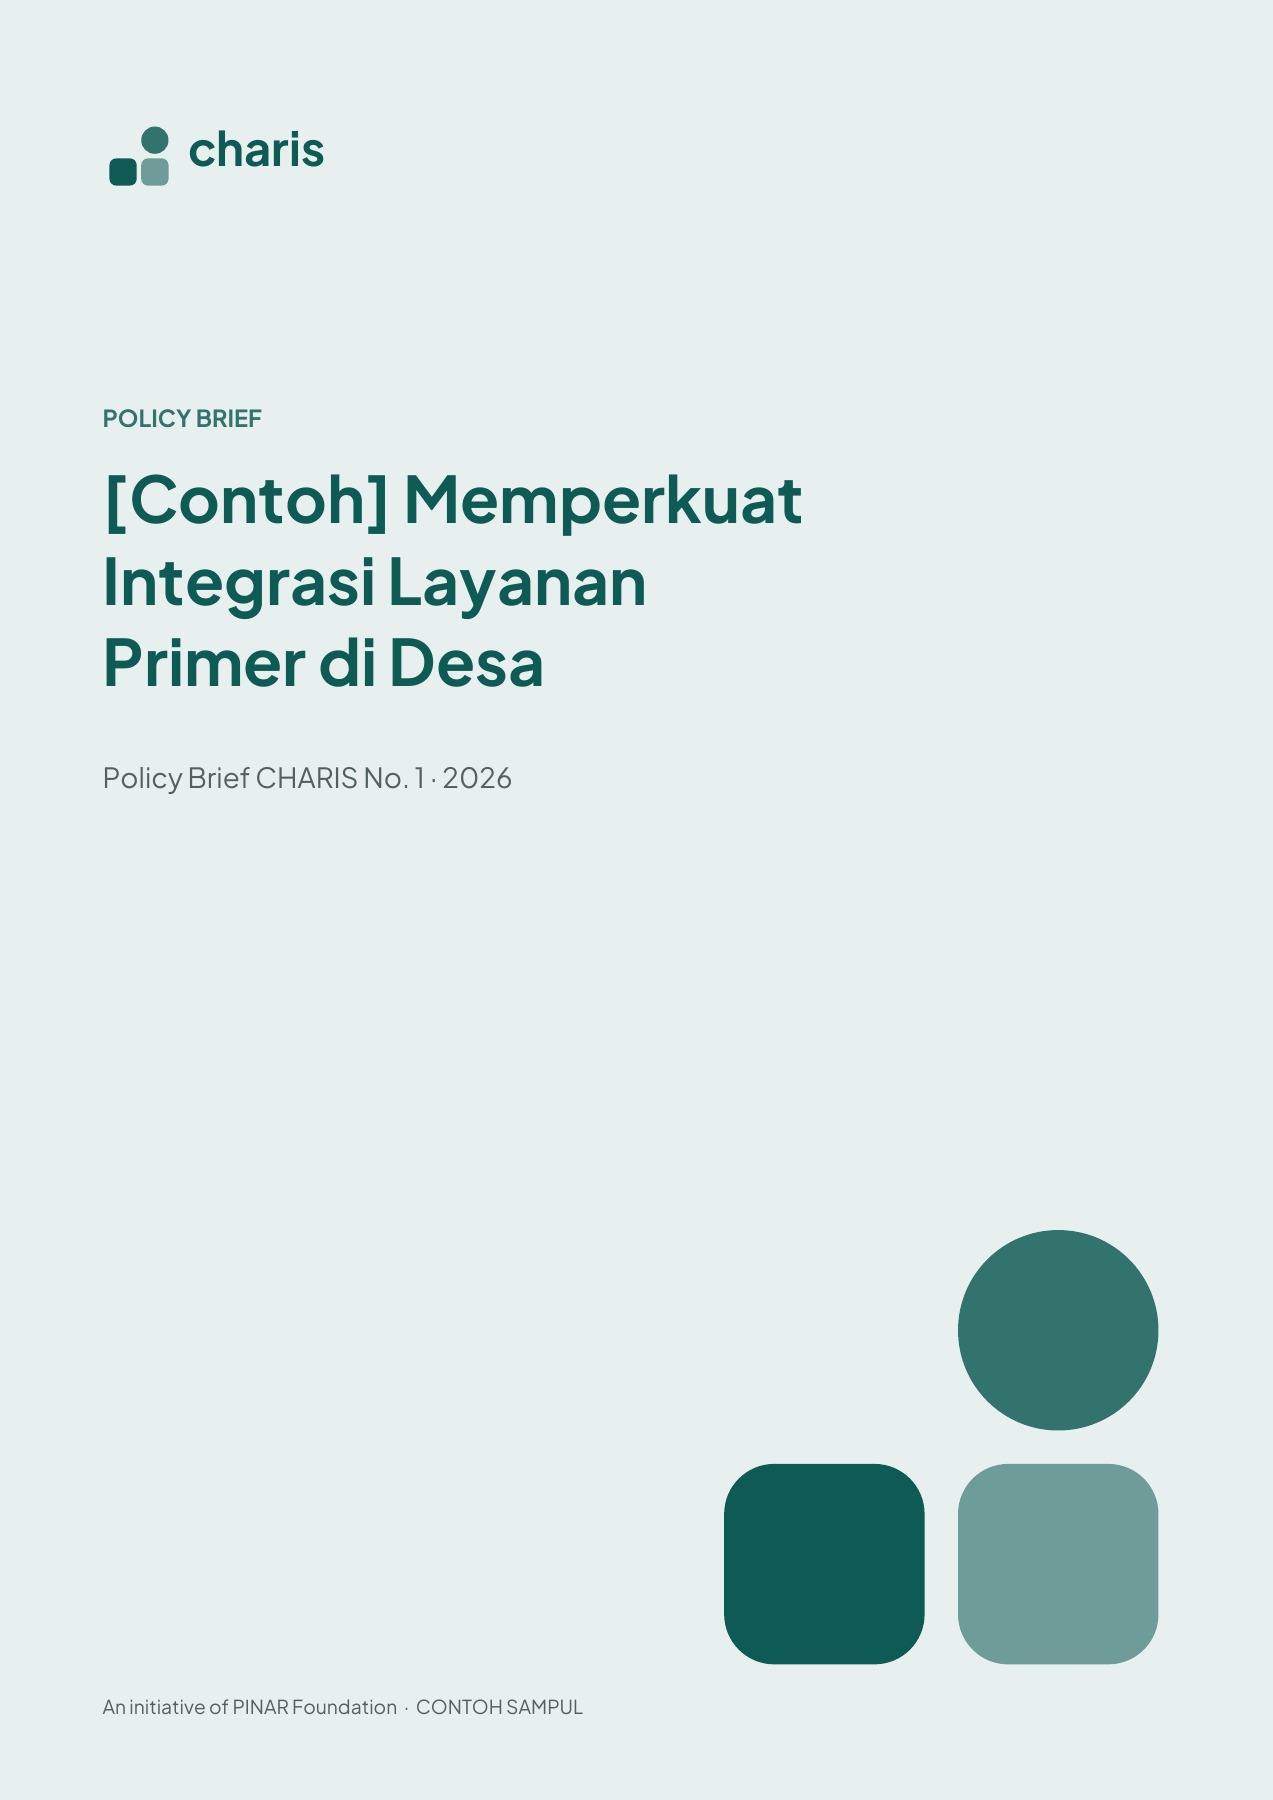 charis
POLICY BRIEF
[Contoh] Memperkuat
Integrasi Layanan
Primer di Desa
Policy Brief CHARIS No. 1 · 2026
An initiative of PINAR Foundation · CONTOH SAMPUL